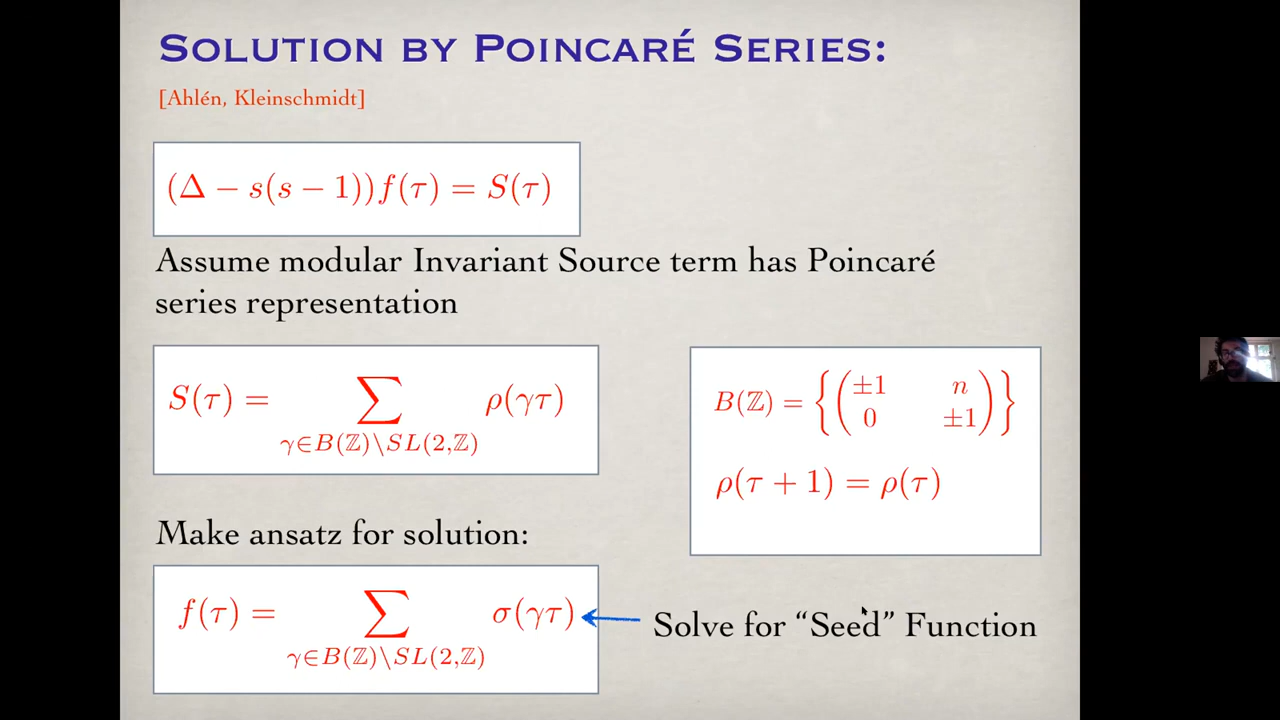 SOLUTION BY POINCARÉ SERIES:
[Ahlén, Kleinschmidt]
(Δ − s(s − 1))f(τ) = S(τ)
Assume modular Invariant Source term has Poincaré
series representation
S(τ) = ∑ ρ(γτ)
γ∈B(ℤ)\SL(2,ℤ)
B(ℤ) = {(±1 n
0 ±1)}
ρ(τ + 1) = ρ(τ)
Make ansatz for solution:
f(τ) = ∑ σ(γτ)
γ∈B(ℤ)\SL(2,ℤ)
Solve for “Seed” Function